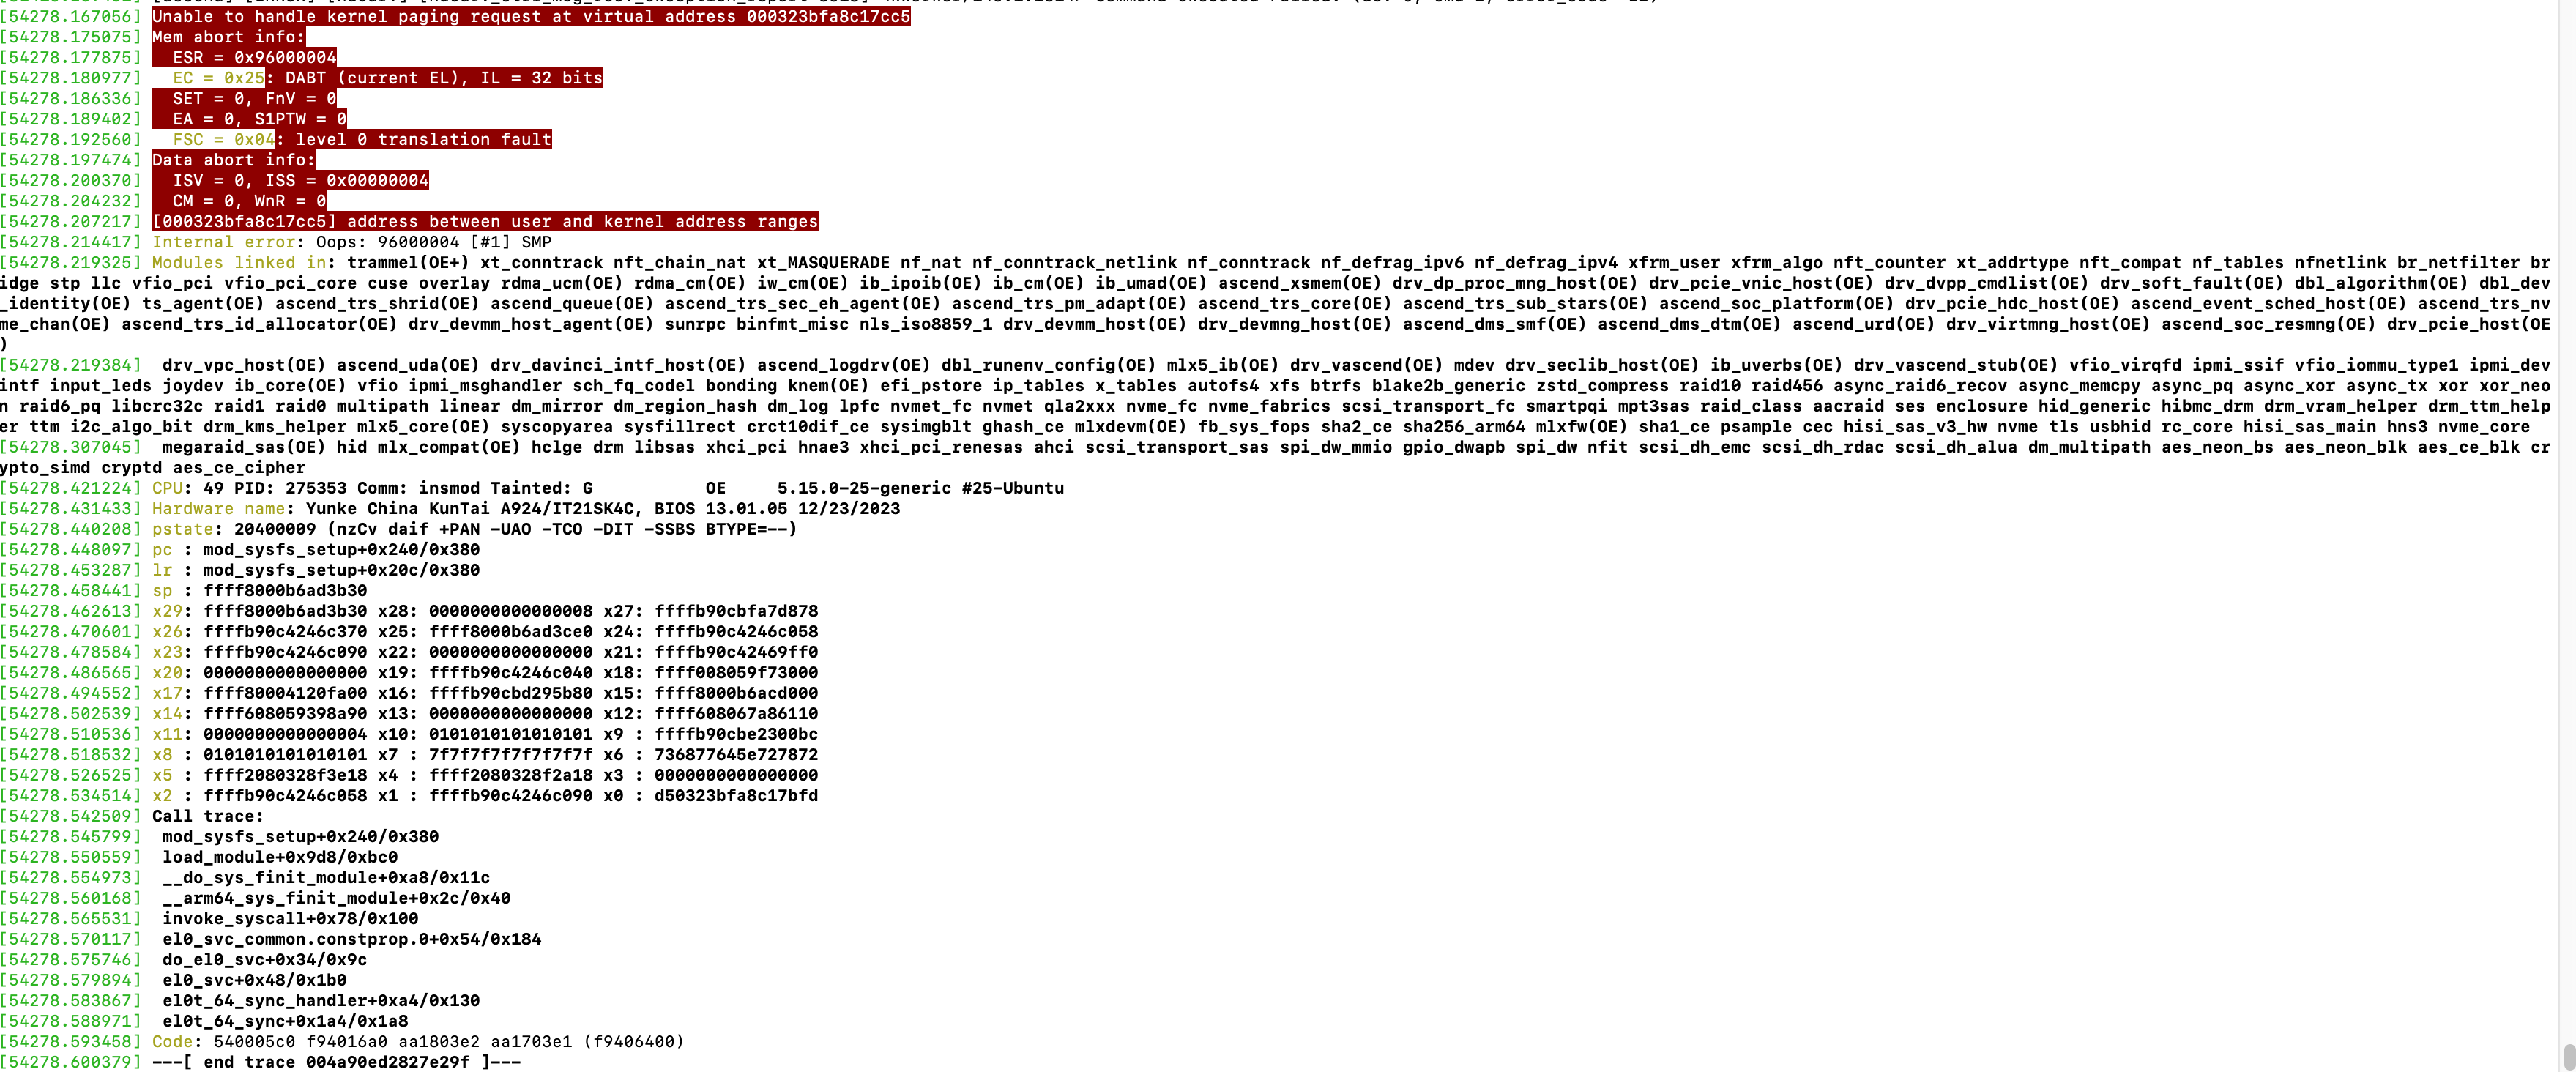 [54278.167056] Unable to handle kernel paging request at virtual address 000323bfa8c17cc5
[54278.175075] Mem abort info:
[54278.177875]   ESR = 0x96000004
[54278.180977]   EC = 0x25: DABT (current EL), IL = 32 bits
[54278.186336]   SET = 0, FnV = 0
[54278.189402]   EA = 0, S1PTW = 0
[54278.192560]   FSC = 0x04: level 0 translation fault
[54278.197474] Data abort info:
[54278.200370]   ISV = 0, ISS = 0x00000004
[54278.204232]   CM = 0, WnR = 0
[54278.207217] [000323bfa8c17cc5] address between user and kernel address ranges
[54278.214417] Internal error: Oops: 96000004 [#1] SMP
[54278.219325] Modules linked in: trammel(OE+) xt_conntrack nft_chain_nat xt_MASQUERADE nf_nat nf_conntrack_netlink nf_conntrack nf_defrag_ipv6 nf_defrag_ipv4 xfrm_user xfrm_algo nft_counter xt_addrtype nft_compat nf_tables nfnetlink br_netfilter br
idge stp llc vfio_pci vfio_pci_core cuse overlay rdma_ucm(OE) rdma_cm(OE) iw_cm(OE) ib_ipoib(OE) ib_cm(OE) ib_umad(OE) ascend_xsmem(OE) drv_dp_proc_mng_host(OE) drv_pcie_vnic_host(OE) drv_dvpp_cmdlist(OE) drv_soft_fault(OE) dbl_algorithm(OE) dbl_dev
_identity(OE) ts_agent(OE) ascend_trs_shrid(OE) ascend_queue(OE) ascend_trs_sec_eh_agent(OE) ascend_trs_pm_adapt(OE) ascend_trs_core(OE) ascend_trs_sub_stars(OE) ascend_soc_platform(OE) drv_pcie_hdc_host(OE) ascend_event_sched_host(OE) ascend_trs_nv
me_chan(OE) ascend_trs_id_allocator(OE) drv_devmm_host_agent(OE) sunrpc binfmt_misc nls_iso8859_1 drv_devmm_host(OE) drv_devmng_host(OE) ascend_dms_smf(OE) ascend_dms_dtm(OE) ascend_urd(OE) drv_virtmng_host(OE) ascend_soc_resmng(OE) drv_pcie_host(OE
)
[54278.219384]  drv_vpc_host(OE) ascend_uda(OE) drv_davinci_intf_host(OE) ascend_logdrv(OE) dbl_runenv_config(OE) mlx5_ib(OE) drv_vascend(OE) mdev drv_seclib_host(OE) ib_uverbs(OE) drv_vascend_stub(OE) vfio_virqfd ipmi_ssif vfio_iommu_type1 ipmi_dev
intf input_leds joydev ib_core(OE) vfio ipmi_msghandler sch_fq_codel bonding knem(OE) efi_pstore ip_tables x_tables autofs4 xfs btrfs blake2b_generic zstd_compress raid10 raid456 async_raid6_recov async_memcpy async_pq async_xor async_tx xor xor_neo
n raid6_pq libcrc32c raid1 raid0 multipath linear dm_mirror dm_region_hash dm_log lpfc nvmet_fc nvmet qla2xxx nvme_fc nvme_fabrics scsi_transport_fc smartpqi mpt3sas raid_class aacraid ses enclosure hid_generic hibmc_drm drm_vram_helper drm_ttm_help
er ttm i2c_algo_bit drm_kms_helper mlx5_core(OE) syscopyarea sysfillrect crct10dif_ce sysimgblt ghash_ce mlxdevm(OE) fb_sys_fops sha2_ce sha256_arm64 mlxfw(OE) sha1_ce psample cec hisi_sas_v3_hw nvme tls usbhid rc_core hisi_sas_main hns3 nvme_core
[54278.307045]  megaraid_sas(OE) hid mlx_compat(OE) hclge drm libsas xhci_pci hnae3 xhci_pci_renesas ahci scsi_transport_sas spi_dw_mmio gpio_dwapb spi_dw nfit scsi_dh_emc scsi_dh_rdac scsi_dh_alua dm_multipath aes_neon_bs aes_neon_blk aes_ce_blk cr
ypto_simd cryptd aes_ce_cipher
[54278.421224] CPU: 49 PID: 275353 Comm: insmod Tainted: G           OE     5.15.0-25-generic #25-Ubuntu
[54278.431433] Hardware name: Yunke China KunTai A924/IT21SK4C, BIOS 13.01.05 12/23/2023
[54278.440208] pstate: 20400009 (nzCv daif +PAN -UAO -TCO -DIT -SSBS BTYPE=--)
[54278.448097] pc : mod_sysfs_setup+0x240/0x380
[54278.453287] lr : mod_sysfs_setup+0x20c/0x380
[54278.458441] sp : ffff8000b6ad3b30
[54278.462613] x29: ffff8000b6ad3b30 x28: 0000000000000008 x27: ffffb90cbfa7d878
[54278.470601] x26: ffffb90c4246c370 x25: ffff8000b6ad3ce0 x24: ffffb90c4246c058
[54278.478584] x23: ffffb90c4246c090 x22: 0000000000000000 x21: ffffb90c42469ff0
[54278.486565] x20: 0000000000000000 x19: ffffb90c4246c040 x18: ffff008059f73000
[54278.494552] x17: ffff80004120fa00 x16: ffffb90cbd295b80 x15: ffff8000b6acd000
[54278.502539] x14: ffff608059398a90 x13: 0000000000000000 x12: ffff608067a86110
[54278.510536] x11: 0000000000000004 x10: 0101010101010101 x9 : ffffb90cbe2300bc
[54278.518532] x8 : 0101010101010101 x7 : 7f7f7f7f7f7f7f7f x6 : 736877645e727872
[54278.526525] x5 : ffff2080328f3e18 x4 : ffff2080328f2a18 x3 : 0000000000000000
[54278.534514] x2 : ffffb90c4246c058 x1 : ffffb90c4246c090 x0 : d50323bfa8c17bfd
[54278.542509] Call trace:
[54278.545799]  mod_sysfs_setup+0x240/0x380
[54278.550559]  load_module+0x9d8/0xbc0
[54278.554973]  __do_sys_finit_module+0xa8/0x11c
[54278.560168]  __arm64_sys_finit_module+0x2c/0x40
[54278.565531]  invoke_syscall+0x78/0x100
[54278.570117]  el0_svc_common.constprop.0+0x54/0x184
[54278.575746]  do_el0_svc+0x34/0x9c
[54278.579894]  el0_svc+0x48/0x1b0
[54278.583867]  el0t_64_sync_handler+0xa4/0x130
[54278.588971]  el0t_64_sync+0x1a4/0x1a8
[54278.593458] Code: 540005c0 f94016a0 aa1803e2 aa1703e1 (f9406400)
[54278.600379] ---[ end trace 004a90ed2827e29f ]---